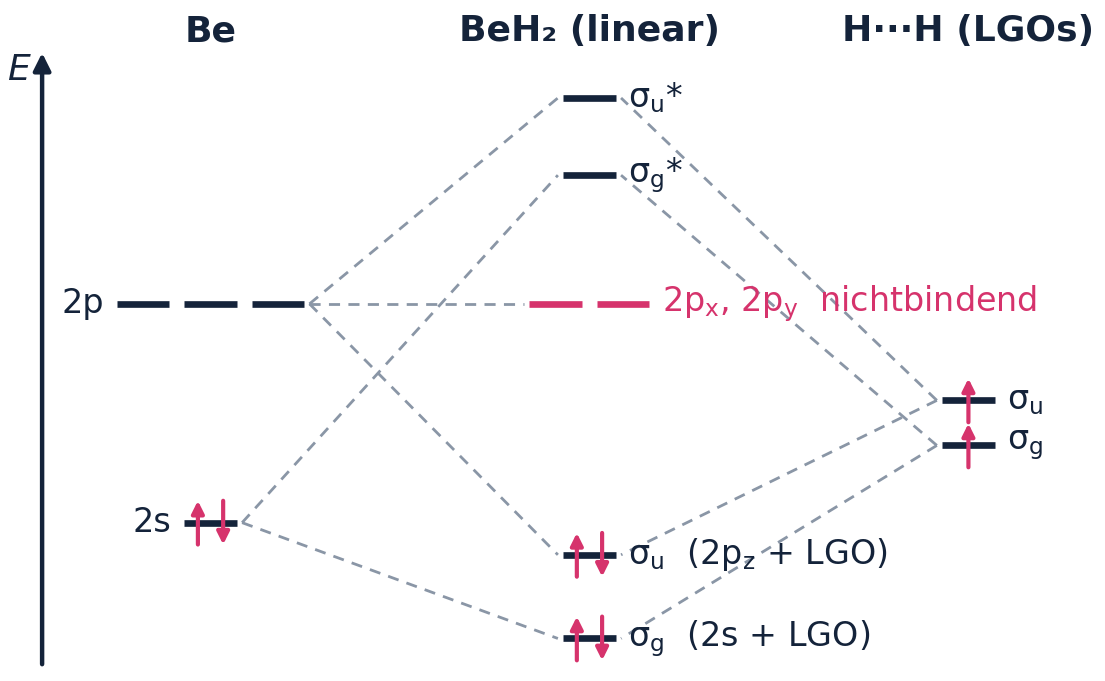 Be BeH₂ (linear) H···H (LGOs)
E
σᵤ*
σg*
2p 2pₓ, 2py nichtbindend
σᵤ
σg
2s
σᵤ (2pz + LGO)
σg (2s + LGO)